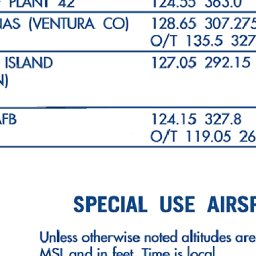 PLANT 42 124.55 363.0
NAS (VENTURA CO) 128.65 307.275
O/T 135.5 327
ISLAND 127.05 292.15
N)
AFB 124.15 327.8
O/T 119.05 26
SPECIAL USE AIRSP
Unless otherwise noted altitudes are
MSL and in feet. Time is local.